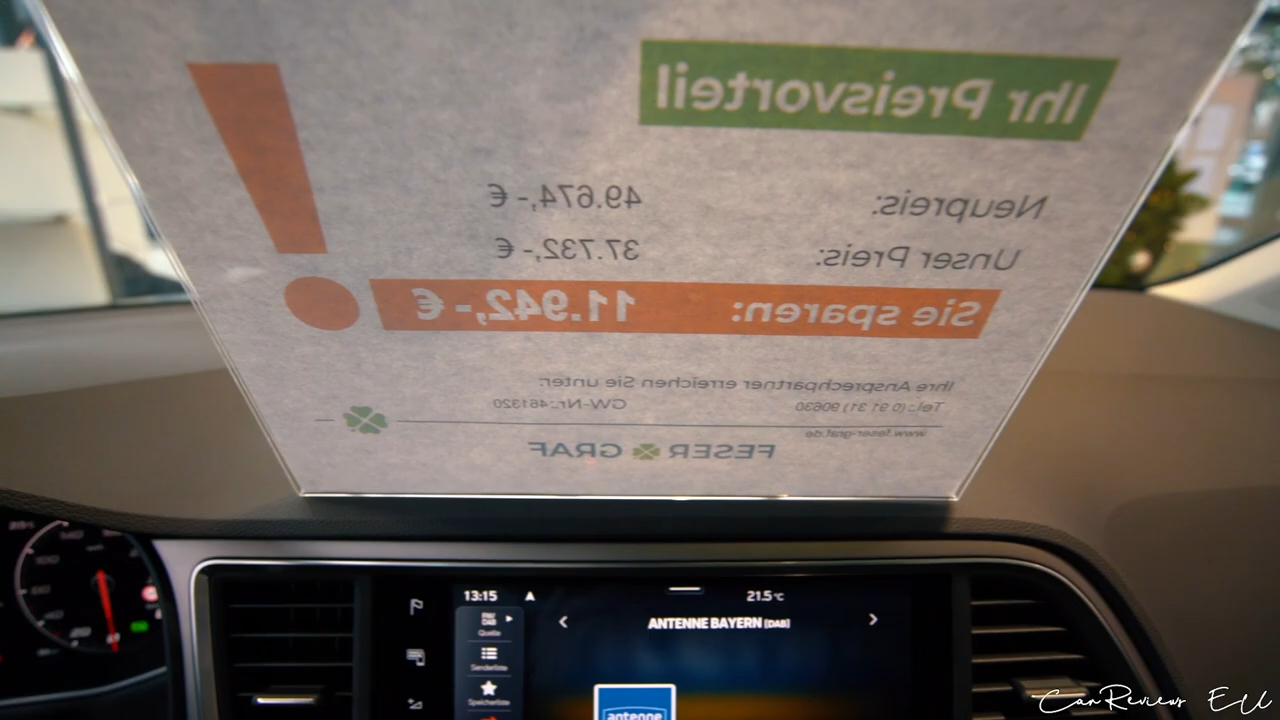 Ihr Preisvorteil
Neupreis: 49.674,- €
Unser Preis: 37.732,- €
Sie sparen: 11.942,- €
!
Ihre Ansprechpartner erreichen Sie unter:
Tel.: (0 91 31) 90630 GW-Nr.: 461320
www.feser-graf.de
FESER GRAF
13:15 21.5°C
FM/
DAB
Quelle
ANTENNE BAYERN [DAB]
Senderliste
Speicherliste
antenne
CarReviews EU